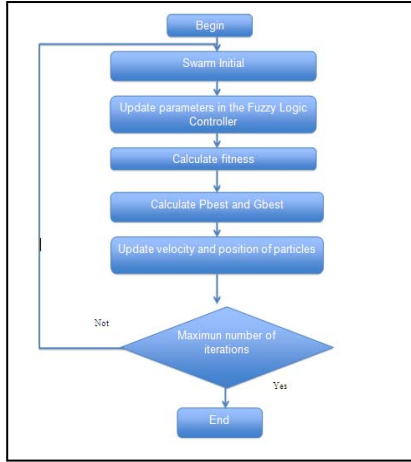 Begin
Swarm Initial
Update parameters in the Fuzzy Logic
Controller
Calculate fitness
Calculate Pbest and Gbest
Update velocity and position of particles
Maximun number of
iterations
Not
Yes
End